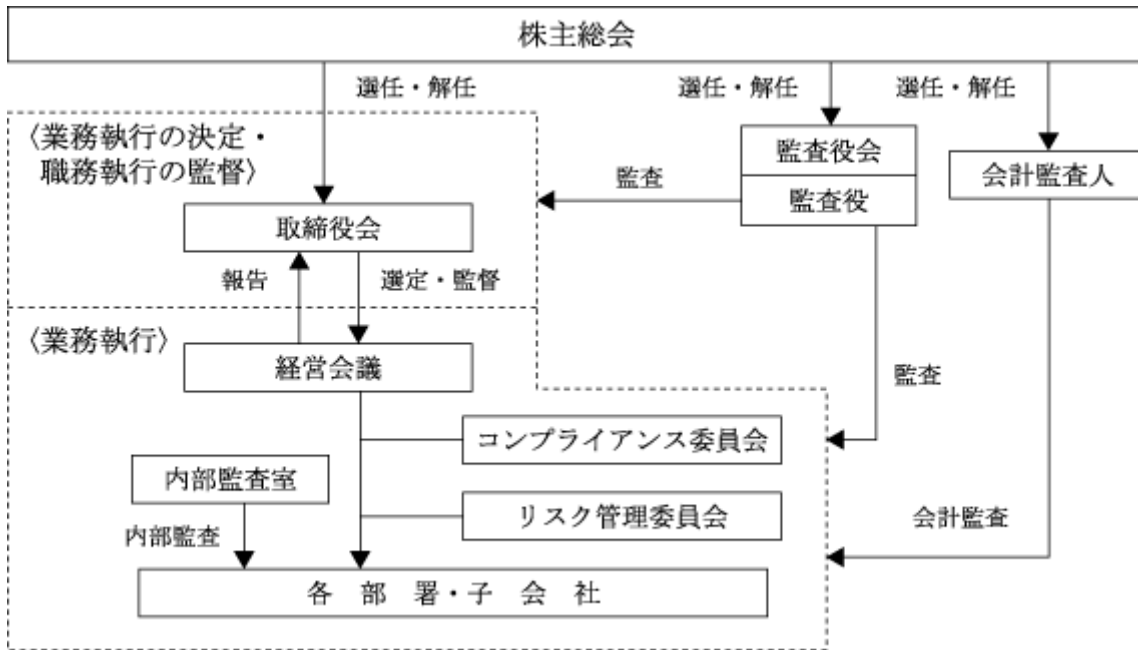 株主総会
選任・解任
選任・解任
選任・解任
〈業務執行の決定・
職務執行の監督〉
監査役会
監査役
会計監査人
監査
取締役会
報告
選定・監督
〈業務執行〉
経営会議
監査
コンプライアンス委員会
内部監査室
リスク管理委員会
内部監査
会計監査
各部署・子会社